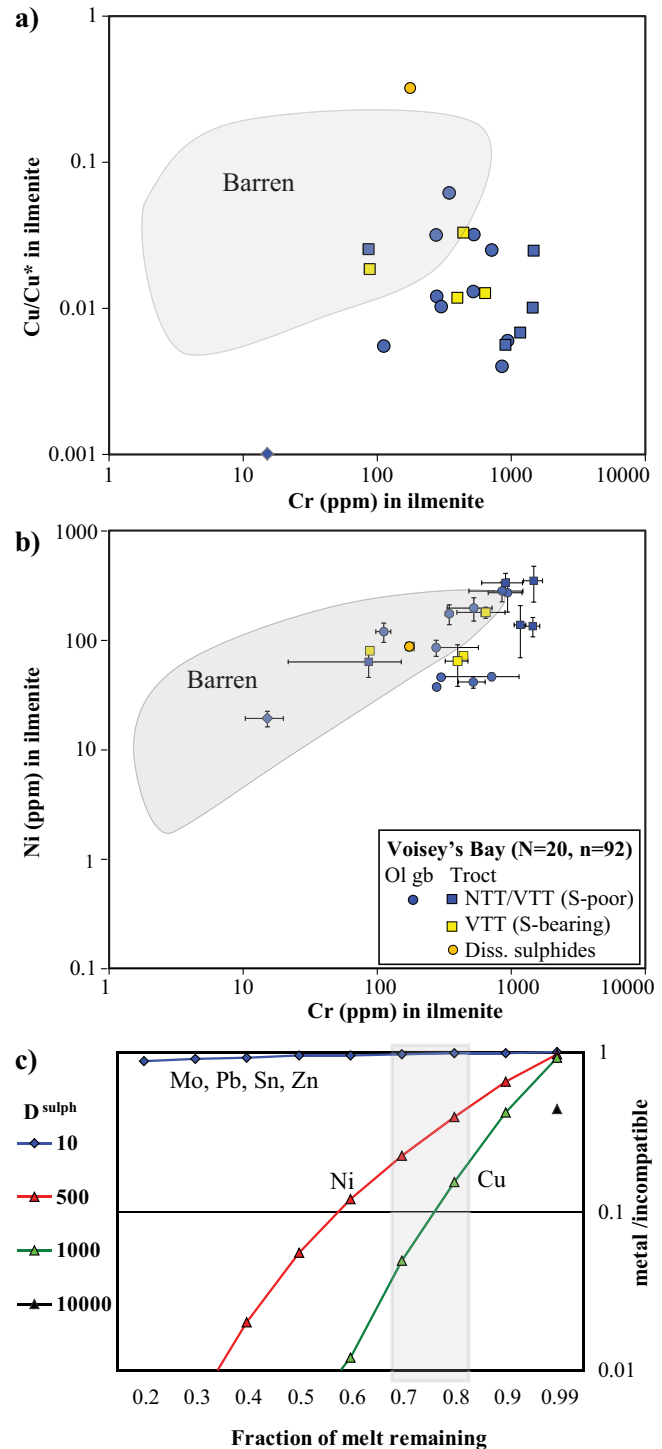 a)
1
0.1
0.01
0.001
Cu/Cu* in ilmenite
Barren
1
10
100
1000
10000
Cr (ppm) in ilmenite
b)
1000
100
10
1
0.1
Ni (ppm) in ilmenite
Barren
Voisey's Bay (N=20, n=92)
Ol gb Troct
NTT/VTT (S-poor)
VTT (S-bearing)
Diss. sulphides
1
10
100
1000
10000
Cr (ppm) in ilmenite
c)
D sulph
10
500
1000
10000
Mo, Pb, Sn, Zn
Ni
Cu
1
0.1
0.01
metal /incompatible
0.2 0.3 0.4 0.5 0.6 0.7 0.8 0.9 0.99
Fraction of melt remaining